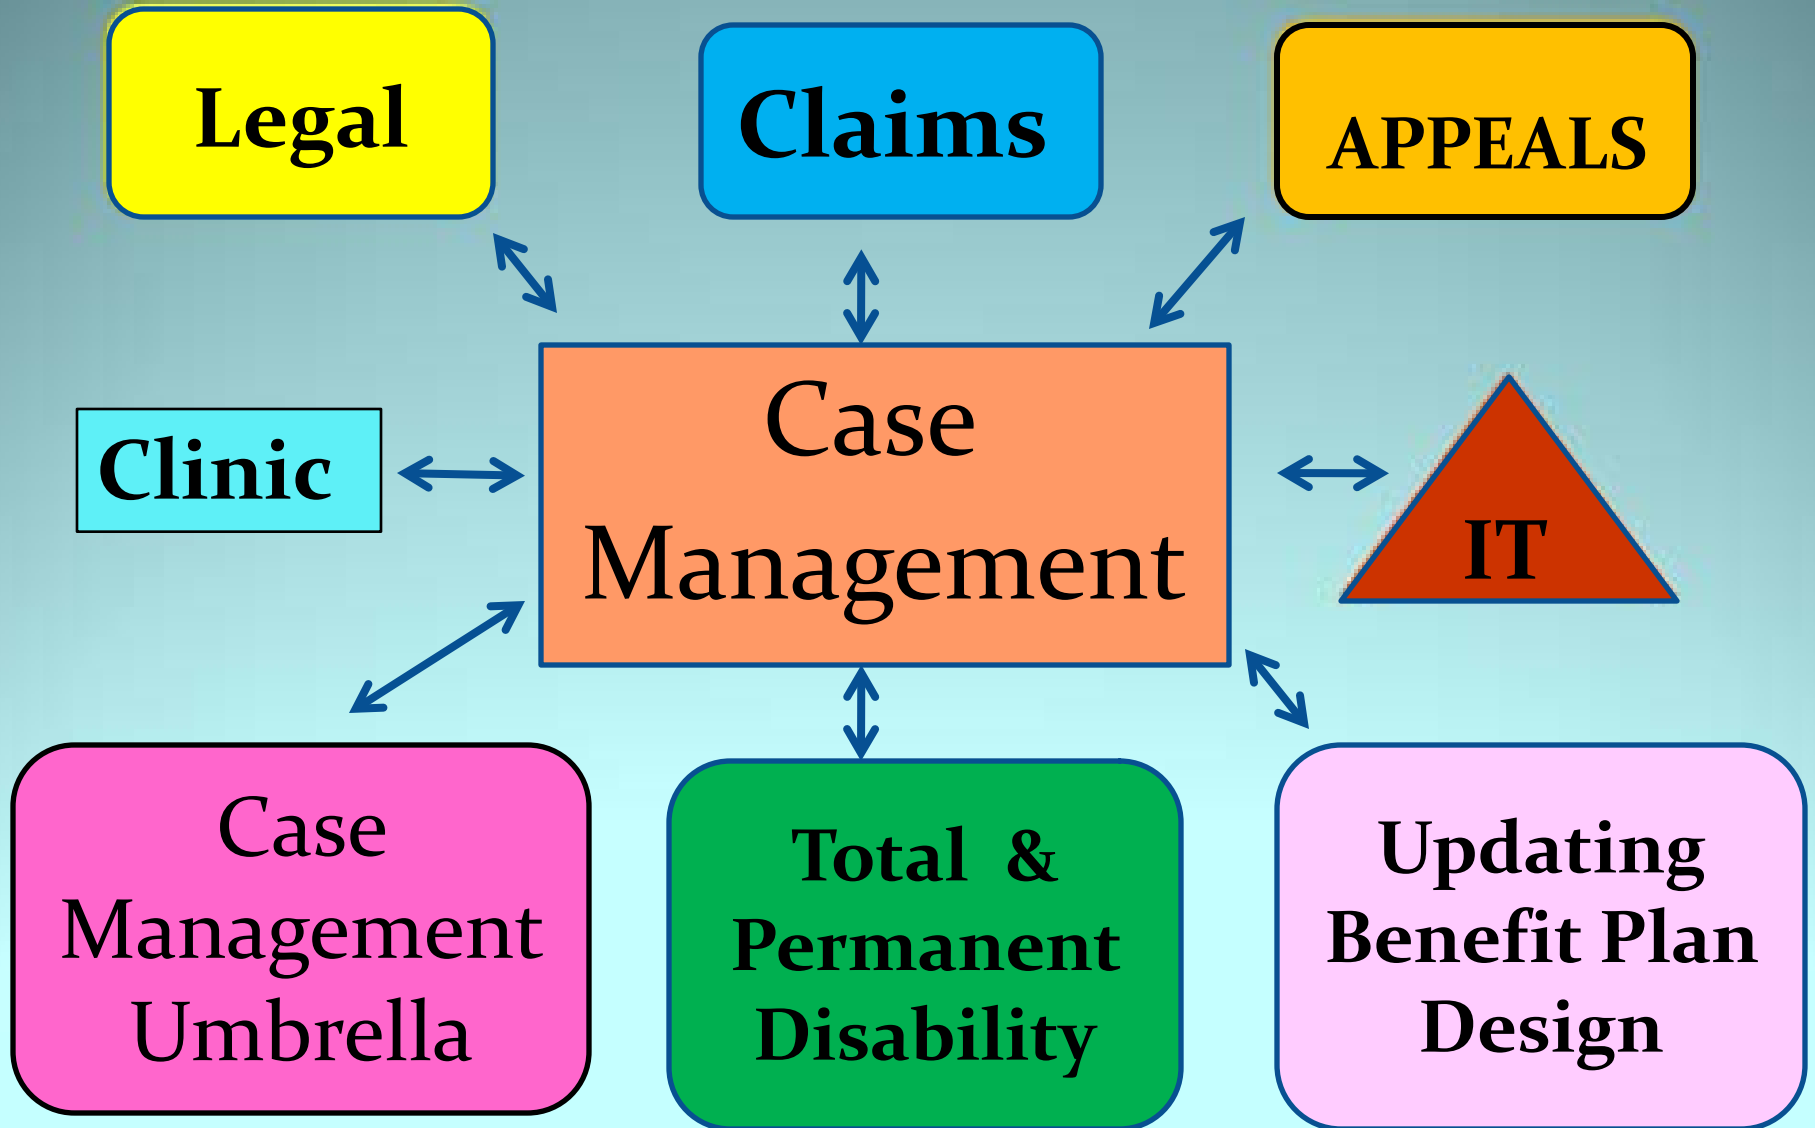 Legal
Claims
APPEALS
Clinic
Case
Management
IT
Case
Management
Umbrella
Total &
Permanent
Disability
Updating
Benefit Plan
Design